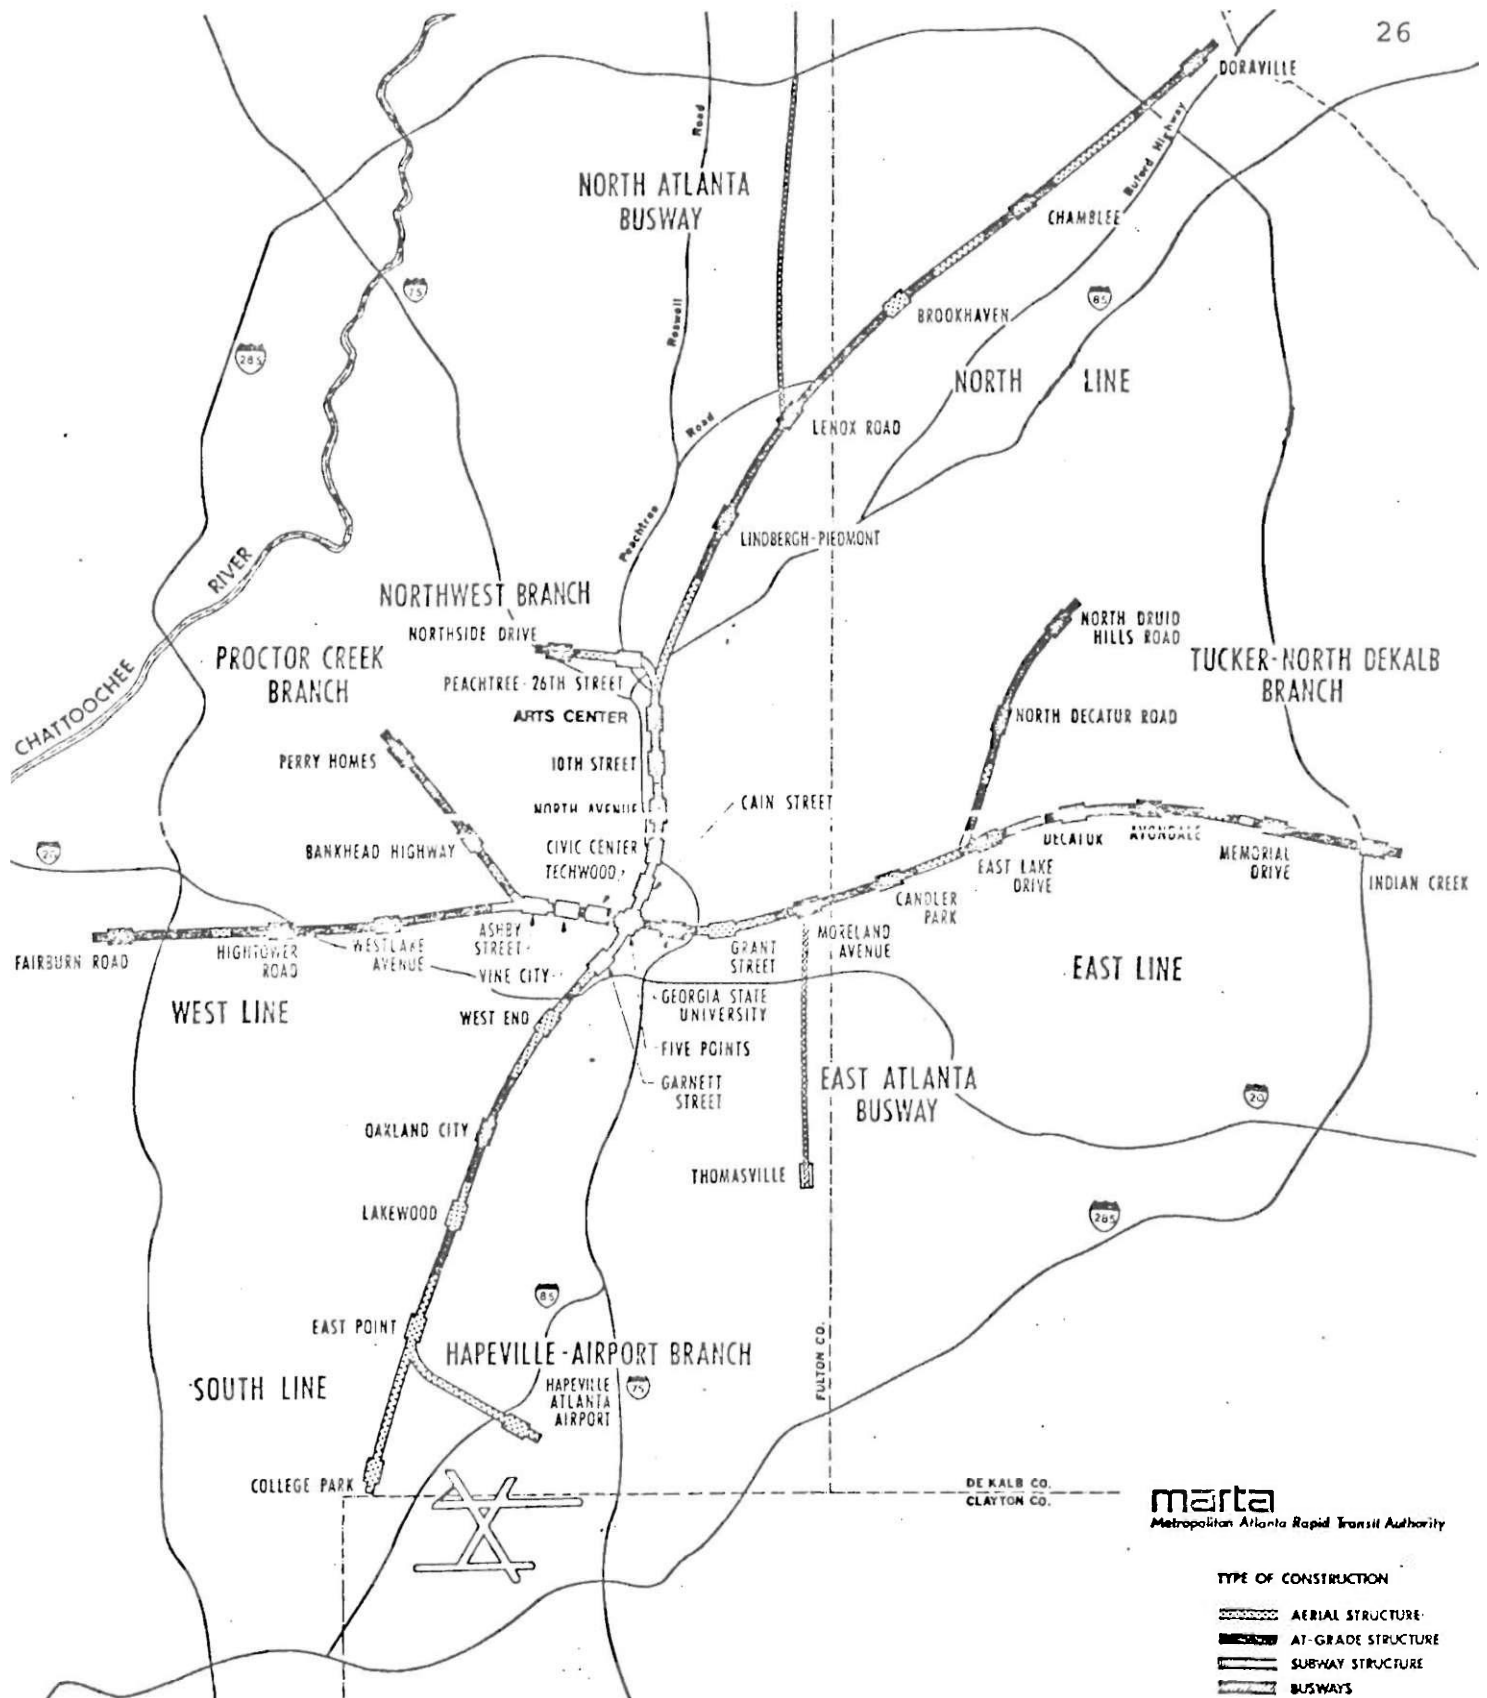 26
DORAVILLE
Road
Buford Highway
NORTH ATLANTA
BUSWAY
CHAMBLEE
75
85
Roswell
BROOKHAVEN
285
NORTH LINE
Road
LENOX ROAD
Peachtree
LINDBERGH-PIEDMONT
RIVER
NORTHWEST BRANCH
NORTHSIDE DRIVE
NORTH DRUID
HILLS ROAD
PROCTOR CREEK
BRANCH
TUCKER-NORTH DEKALB
BRANCH
CHATTOOCHEE
PEACHTREE-26TH STREET
ARTS CENTER
NORTH DECATUR ROAD
PERRY HOMES
10TH STREET
NORTH AVENUE
CAIN STREET
20
BANKHEAD HIGHWAY
CIVIC CENTER
TECHWOOD
DECATUR
AVONDALE
EAST LAKE
DRIVE
MEMORIAL
DRIVE
INDIAN CREEK
CANDLER
PARK
FAIRBURN ROAD
HIGHTOWER
ROAD
WESTLAKE
AVENUE
ASHBY
STREET
GRANT
STREET
MORELAND
AVENUE
VINE CITY
EAST LINE
WEST LINE
WEST END
GEORGIA STATE
UNIVERSITY
FIVE POINTS
GARNETT
STREET
EAST ATLANTA
BUSWAY
20
OAKLAND CITY
THOMASVILLE
LAKEWOOD
285
85
EAST POINT
HAPEVILLE-AIRPORT BRANCH
FULTON CO.
SOUTH LINE
HAPEVILLE
ATLANTA
AIRPORT
75
COLLEGE PARK
DE KALB CO.
CLAYTON CO.
marta
Metropolitan Atlanta Rapid Transit Authority
TYPE OF CONSTRUCTION
AERIAL STRUCTURE
AT-GRADE STRUCTURE
SUBWAY STRUCTURE
BUSWAYS